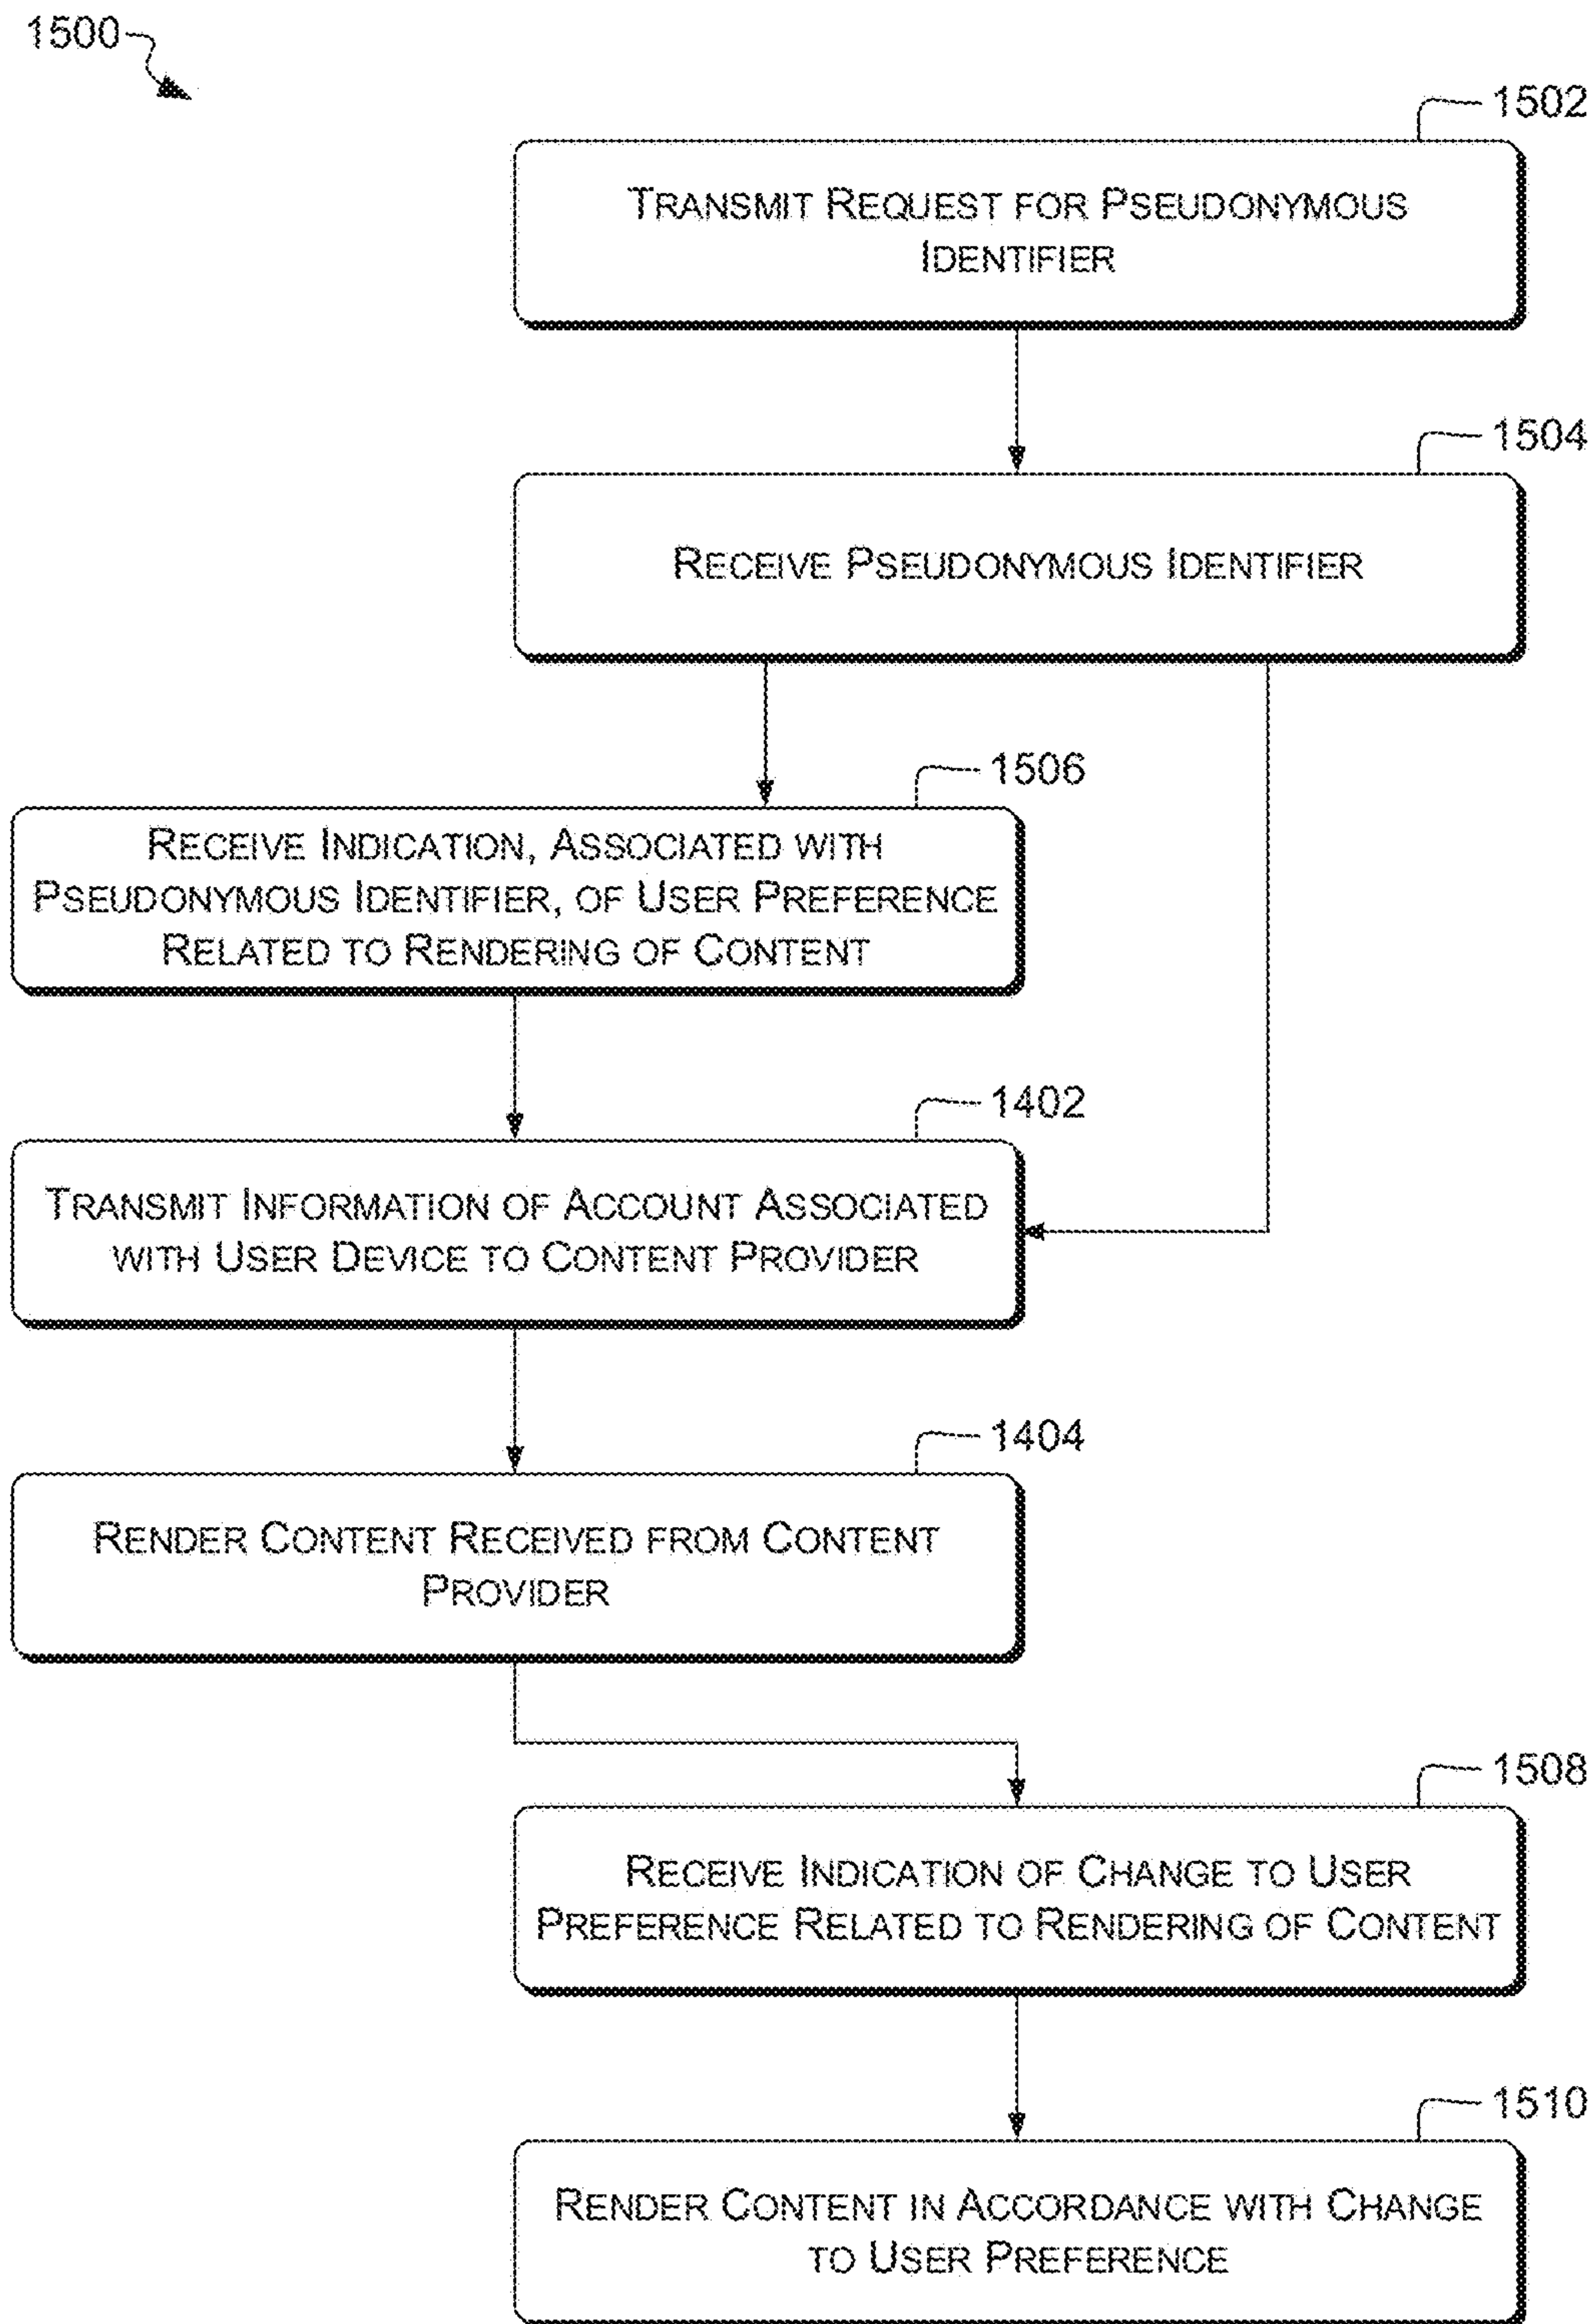 1500
1502
TRANSMIT REQUEST FOR PSEUDONYMOUS
IDENTIFIER
1504
RECEIVE PSEUDONYMOUS IDENTIFIER
1506
RECEIVE INDICATION, ASSOCIATED WITH
PSEUDONYMOUS IDENTIFIER, OF USER PREFERENCE
RELATED TO RENDERING OF CONTENT
1402
TRANSMIT INFORMATION OF ACCOUNT ASSOCIATED
WITH USER DEVICE TO CONTENT PROVIDER
1404
RENDER CONTENT RECEIVED FROM CONTENT
PROVIDER
1508
RECEIVE INDICATION OF CHANGE TO USER
PREFERENCE RELATED TO RENDERING OF CONTENT
1510
RENDER CONTENT IN ACCORDANCE WITH CHANGE
TO USER PREFERENCE